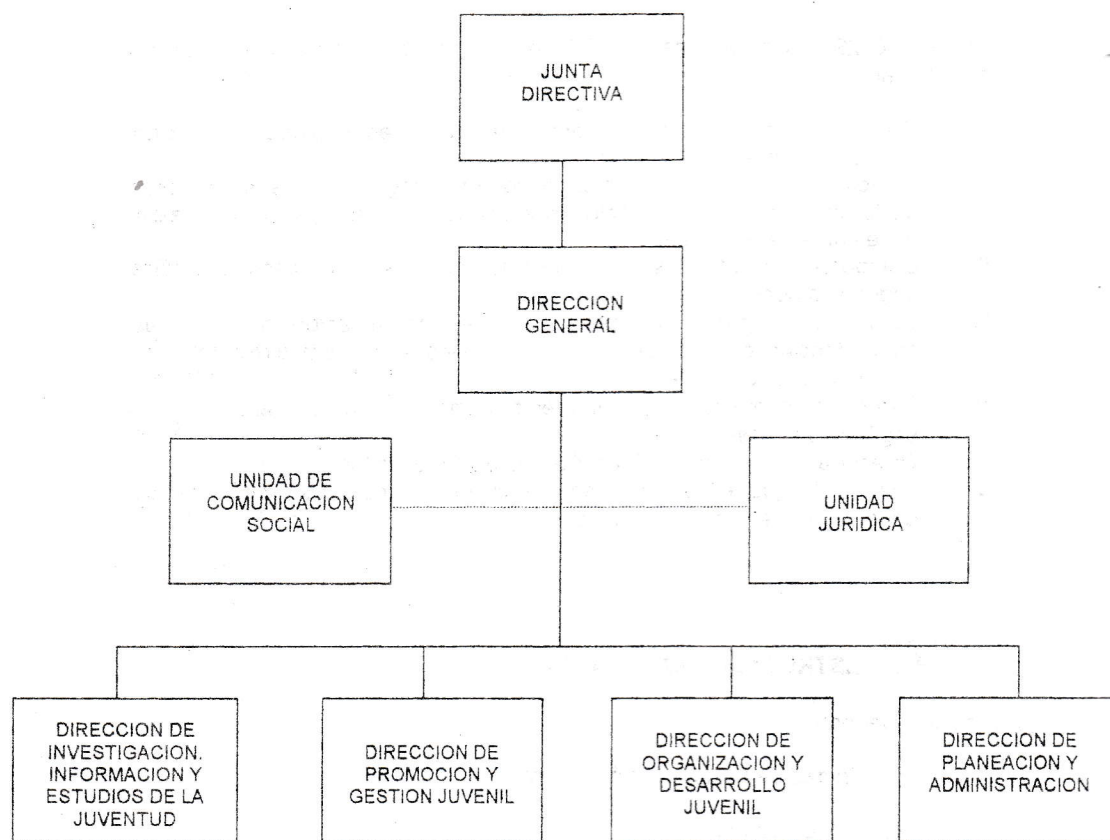 JUNTA
DIRECTIVA
DIRECCION
GENERAL
UNIDAD DE
COMUNICACION
SOCIAL
UNIDAD
JURIDICA
DIRECCION DE
INVESTIGACION.
INFORMACION Y
ESTUDIOS DE LA
JUVENTUD
DIRECCION DE
PROMOCION Y
GESTION JUVENIL
DIRECCION DE
ORGANIZACION Y
DESARROLLO
JUVENIL
DIRECCION DE
PLANEACION Y
ADMINISTRACION